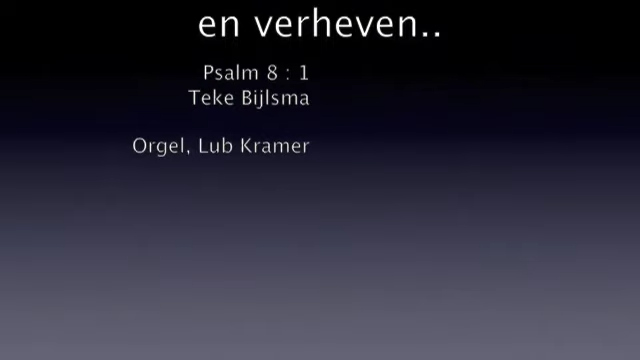 en verheven..
Psalm 8 : 1
Teke Bijlsma
Orgel, Lub Kramer